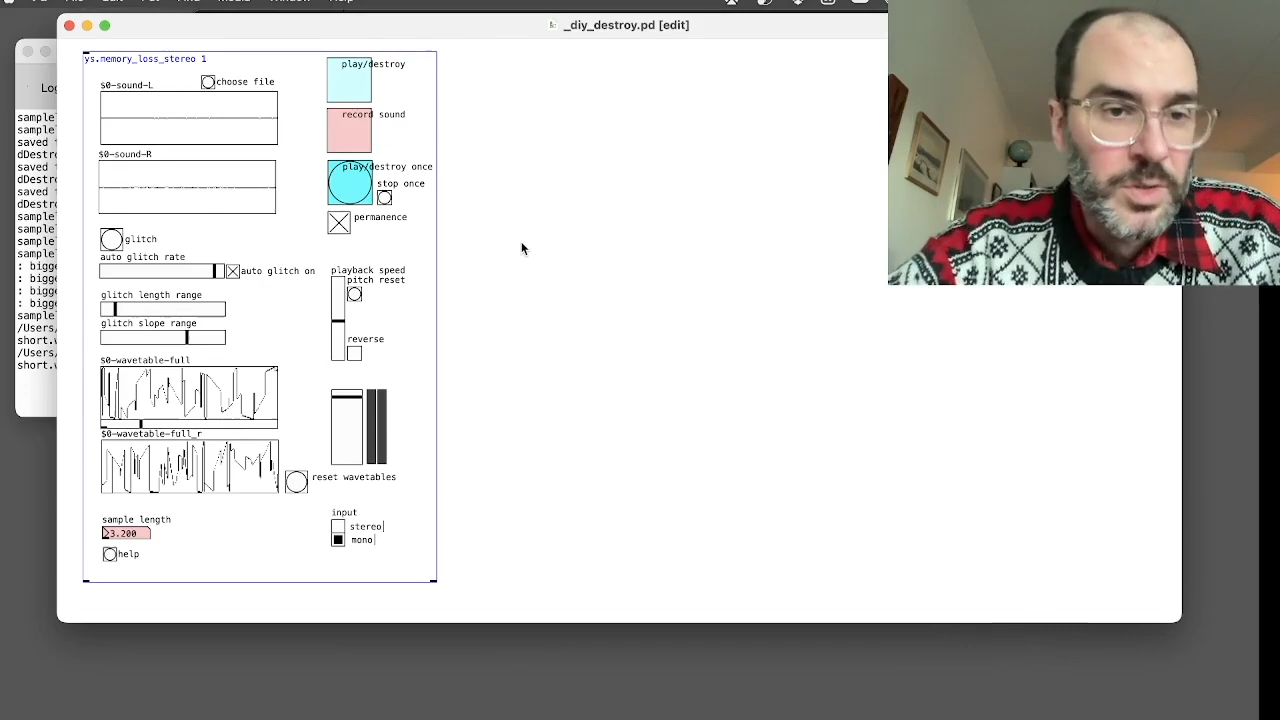 _diy_destroy.pd [edit]
ys.memory_loss_stereo 1
play/destroy
choose file
$0-sound-L
record sound
$0-sound-R
play/destroy once
stop once
permanence
glitch
auto glitch rate
auto glitch on
playback speed
pitch reset
glitch length range
glitch slope range
reverse
$0-wavetable-full
$0-wavetable-full_r
reset wavetables
input
sample length
stereo
3.200
mono
help
sample
sample
saved
dDestro
saved
dDestro
saved
dDestro
sample
sample
sample
: bigge
: bigge
: bigge
: bigge
sample
/Users/
short.
/Users/
short.